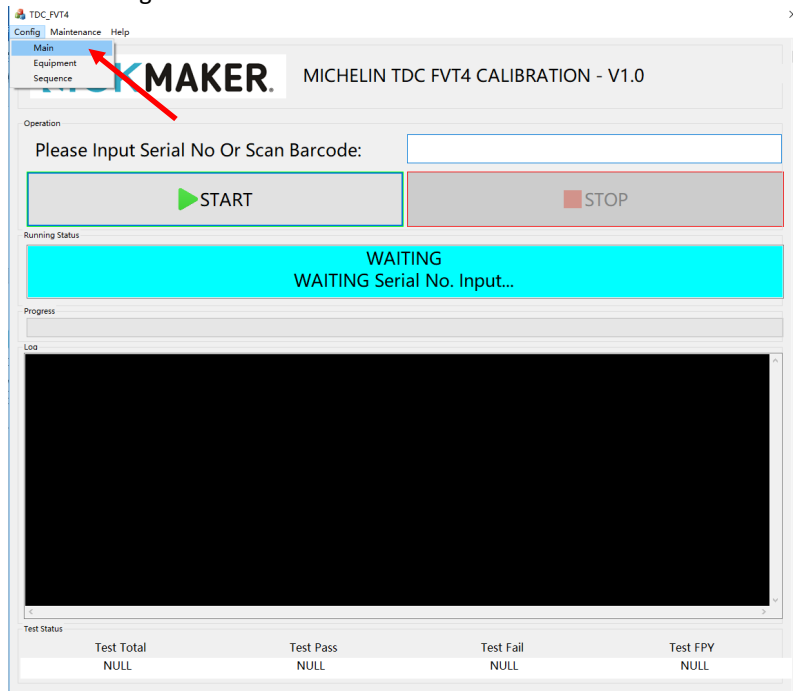 TDC_FVT4
Config Maintenance Help
Main
Equipment
Sequence
MAKER.
MICHELIN TDC FVT4 CALIBRATION - V1.0
Operation
Please Input Serial No Or Scan Barcode:
START
STOP
Running Status
WAITING
WAITING Serial No. Input...
Progress
Log
Test Status
Test Total Test Pass Test Fail Test FPY
NULL NULL NULL NULL